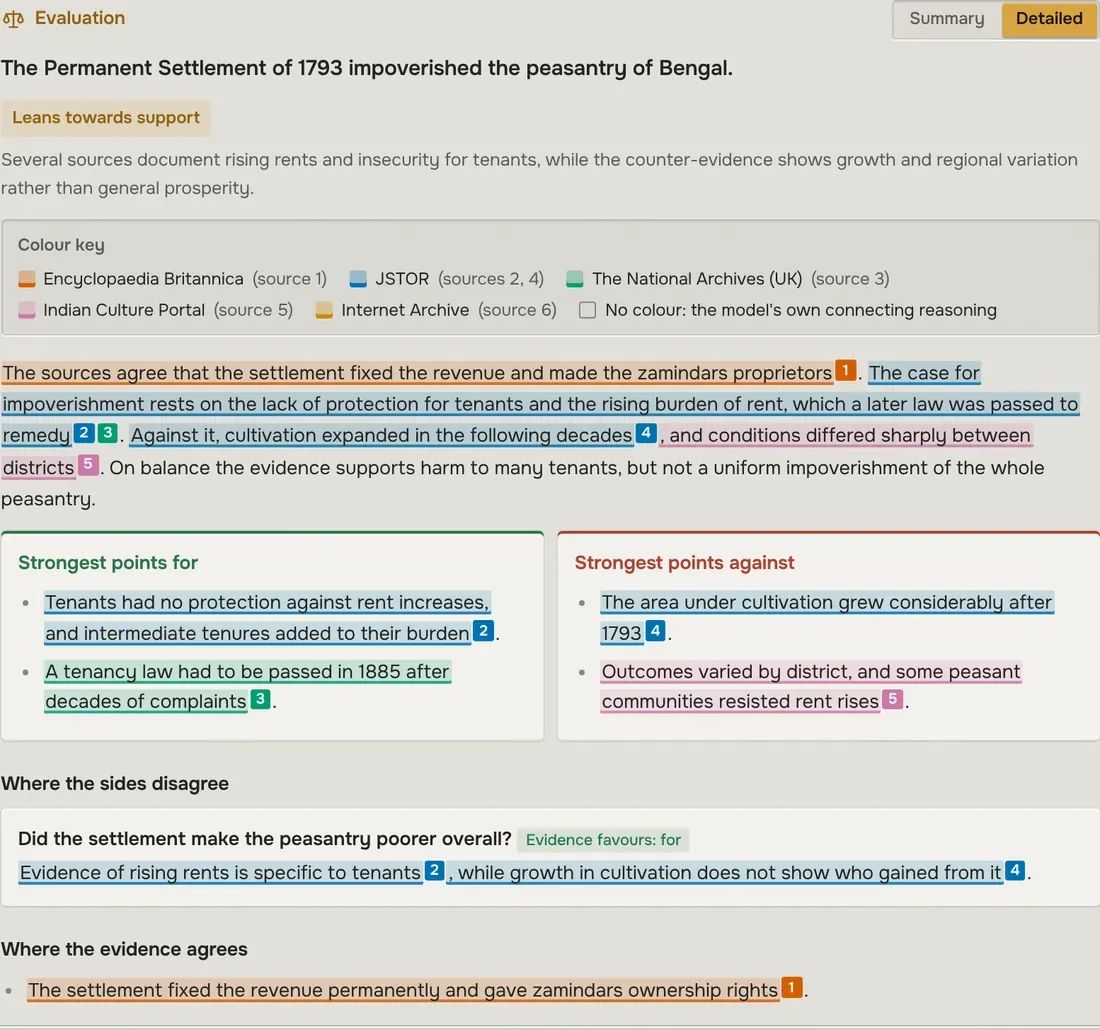 Evaluation
Summary Detailed
The Permanent Settlement of 1793 impoverished the peasantry of Bengal.
Leans towards support
Several sources document rising rents and insecurity for tenants, while the counter-evidence shows growth and regional variation
rather than general prosperity.
Colour key
Encyclopaedia Britannica (source 1) JSTOR (sources 2, 4) The National Archives (UK) (source 3)
Indian Culture Portal (source 5) Internet Archive (source 6) No colour: the model's own connecting reasoning
The sources agree that the settlement fixed the revenue and made the zamindars proprietors 1 . The case for
impoverishment rests on the lack of protection for tenants and the rising burden of rent, which a later law was passed to
remedy 2 3 . Against it, cultivation expanded in the following decades 4 , and conditions differed sharply between
districts 5 . On balance the evidence supports harm to many tenants, but not a uniform impoverishment of the whole
peasantry.
Strongest points for
• Tenants had no protection against rent increases,
and intermediate tenures added to their burden 2 .
• A tenancy law had to be passed in 1885 after
decades of complaints 3 .
Strongest points against
• The area under cultivation grew considerably after
1793 4 .
• Outcomes varied by district, and some peasant
communities resisted rent rises 5 .
Where the sides disagree
Did the settlement make the peasantry poorer overall? Evidence favours: for
Evidence of rising rents is specific to tenants 2 , while growth in cultivation does not show who gained from it 4 .
Where the evidence agrees
• The settlement fixed the revenue permanently and gave zamindars ownership rights 1 .